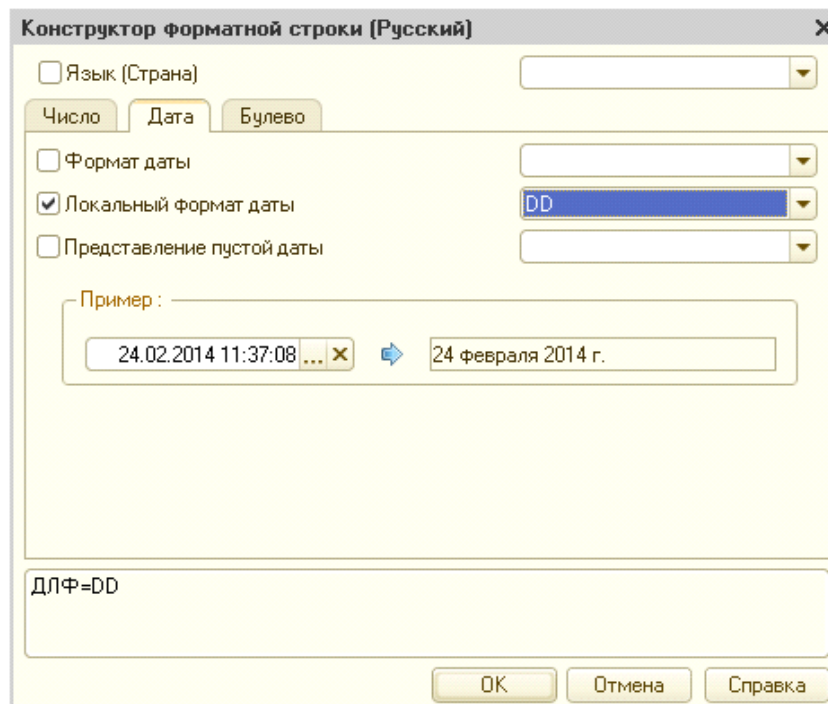 Конструктор форматной строки (Русский)
Язык (Страна)
Число Дата Булево
Формат даты
Локальный формат даты DD
Представление пустой даты
Пример :
24.02.2014 11:37:08 ... 24 февраля 2014 г.
ДЛФ=DD
OK Отмена Справка